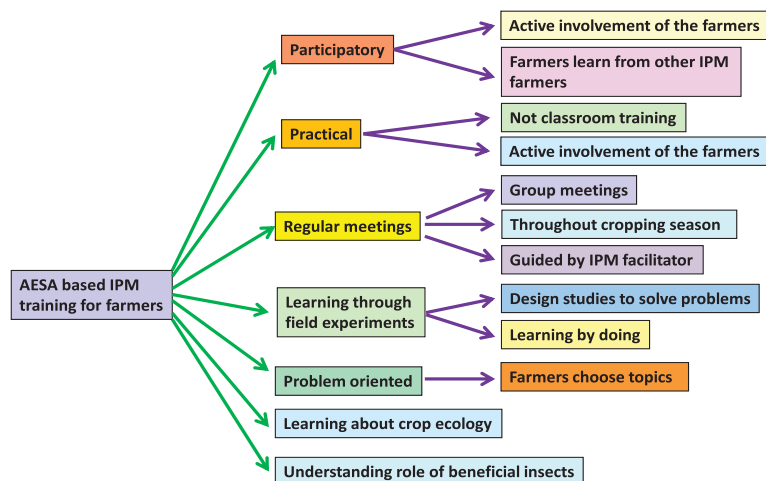 AESA based IPM
training for farmers
Participatory
Active involvement of the farmers
Farmers learn from other IPM
farmers
Practical
Not classroom training
Active involvement of the farmers
Regular meetings
Group meetings
Throughout cropping season
Guided by IPM facilitator
Learning through
field experiments
Design studies to solve problems
Learning by doing
Problem oriented
Farmers choose topics
Learning about crop ecology
Understanding role of beneficial insects